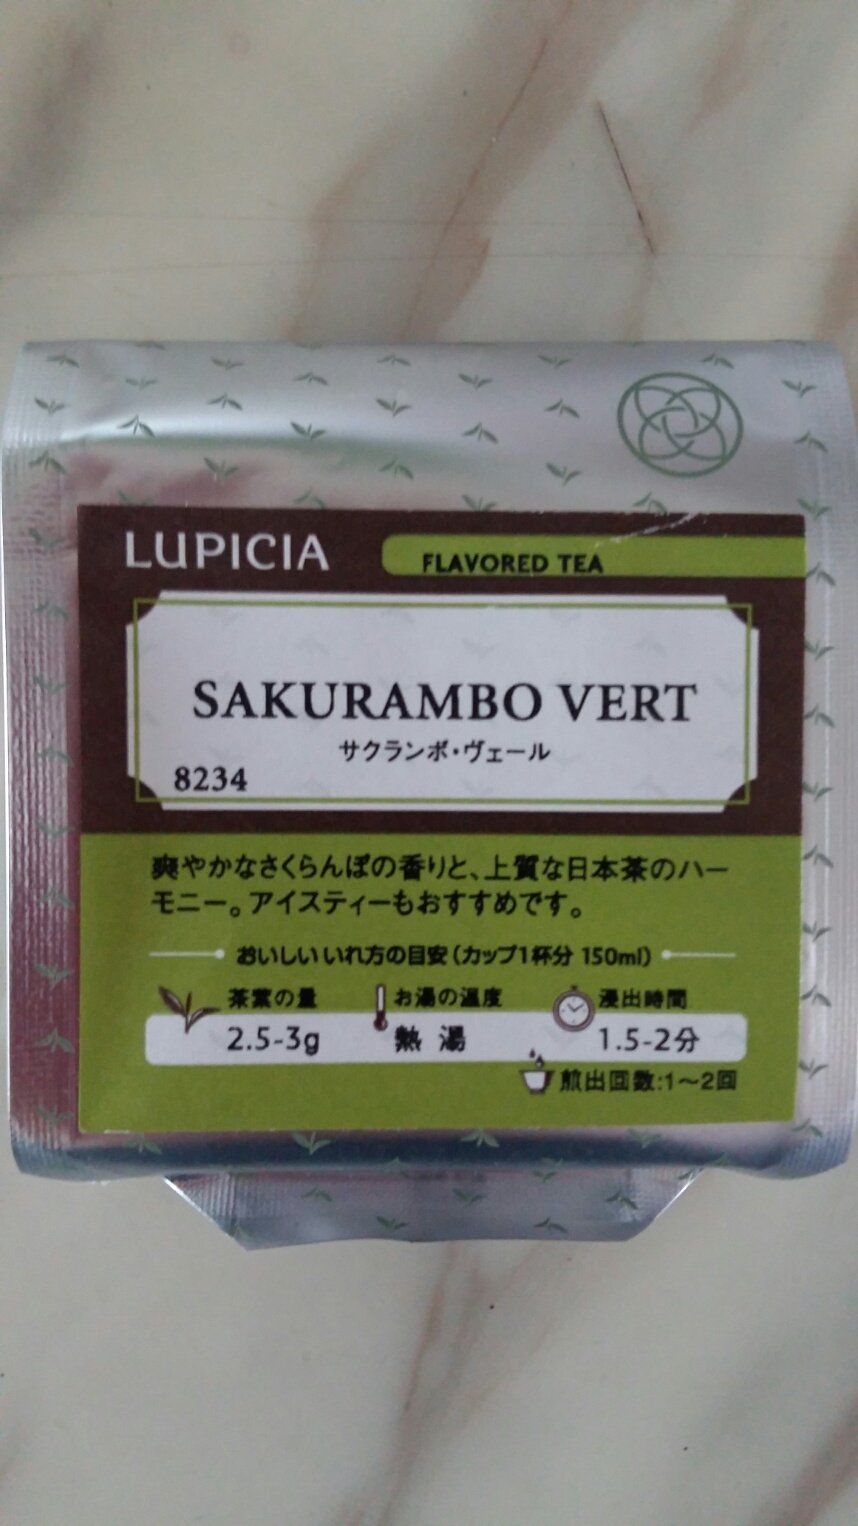 LUPICIA
FLAVORED TEA
SAKURAMBO VERT
サクランボ・ヴェール
8234
爽やかなさくらんぼの香りと、上質な日本茶のハー
モニー。アイスティーもおすすめです。
おいしいいれ方の目安（カップ1杯分 150ml）
茶葉の量 お湯の温度 浸出時間
2.5-3g 熱湯 1.5-2分
煎出回数:1～2回